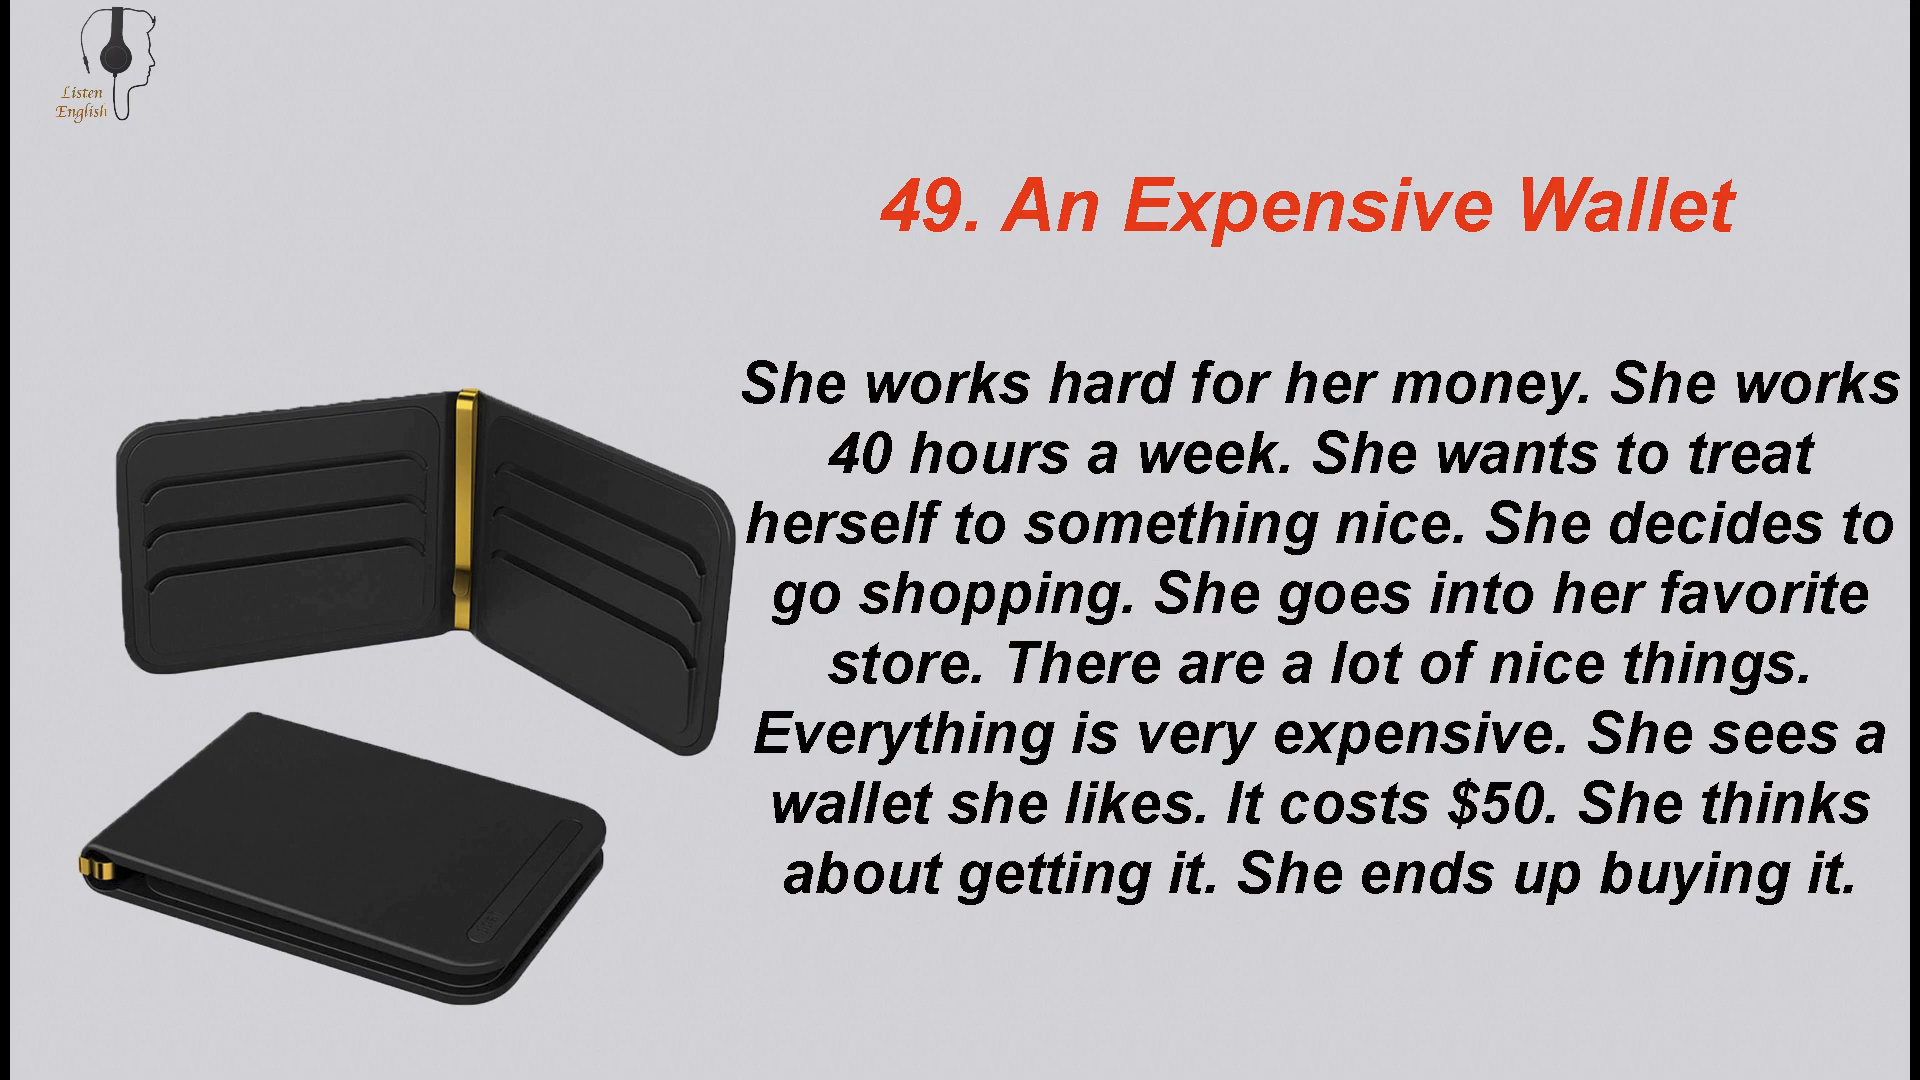 Listen
English
49. An Expensive Wallet
She works hard for her money. She works
40 hours a week. She wants to treat
herself to something nice. She decides to
go shopping. She goes into her favorite
store. There are a lot of nice things.
Everything is very expensive. She sees a
wallet she likes. It costs $50. She thinks
about getting it. She ends up buying it.